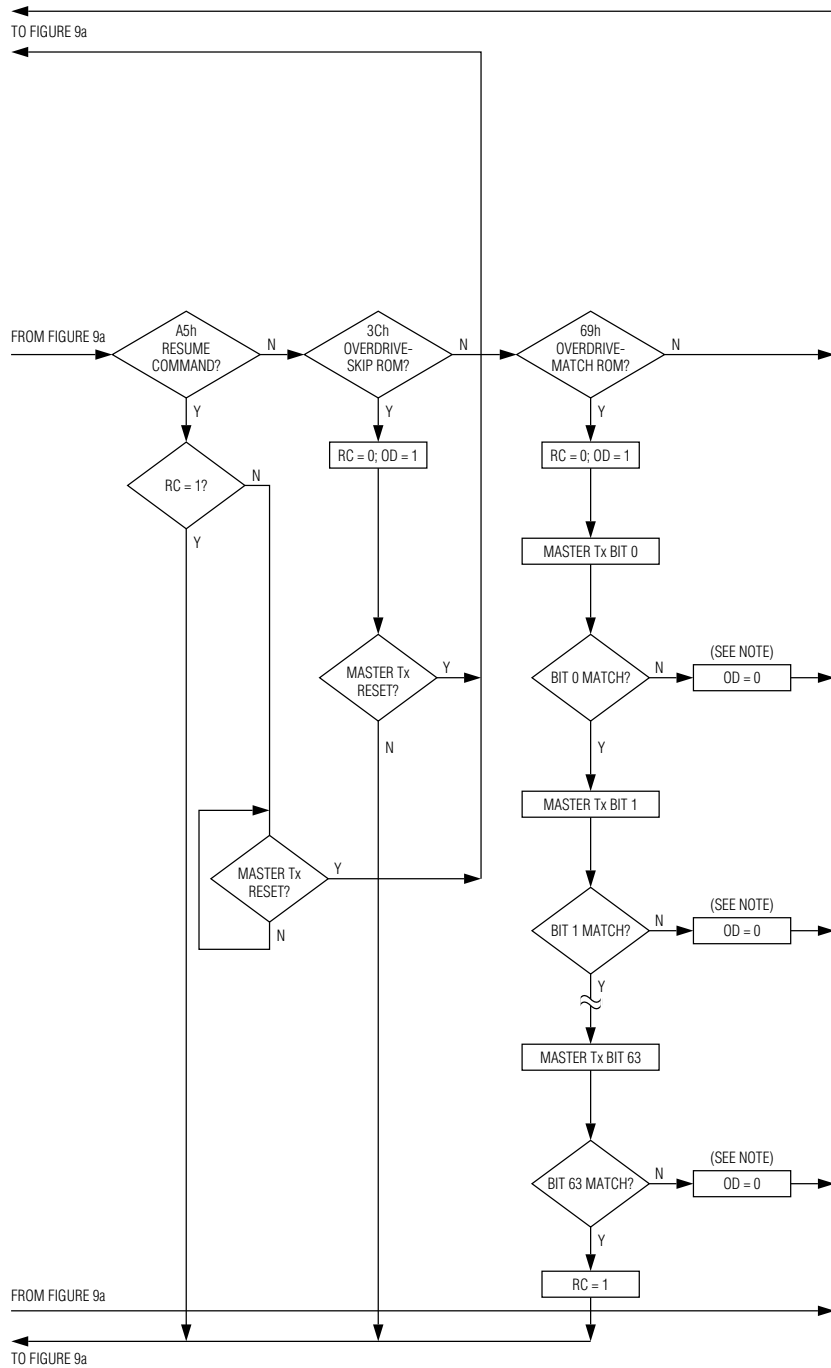 TO FIGURE 9a
FROM FIGURE 9a
A5h
RESUME
COMMAND?
N
Y
3Ch
OVERDRIVE-
SKIP ROM?
N
Y
69h
OVERDRIVE-
MATCH ROM?
N
Y
RC = 1?
N
Y
RC = 0; OD = 1
RC = 0; OD = 1
MASTER Tx BIT 0
MASTER Tx
RESET?
Y
N
BIT 0 MATCH?
N
Y
(SEE NOTE)
OD = 0
MASTER Tx BIT 1
MASTER Tx
RESET?
Y
N
BIT 1 MATCH?
N
Y
(SEE NOTE)
OD = 0
MASTER Tx BIT 63
BIT 63 MATCH?
N
Y
(SEE NOTE)
OD = 0
RC = 1
FROM FIGURE 9a
TO FIGURE 9a